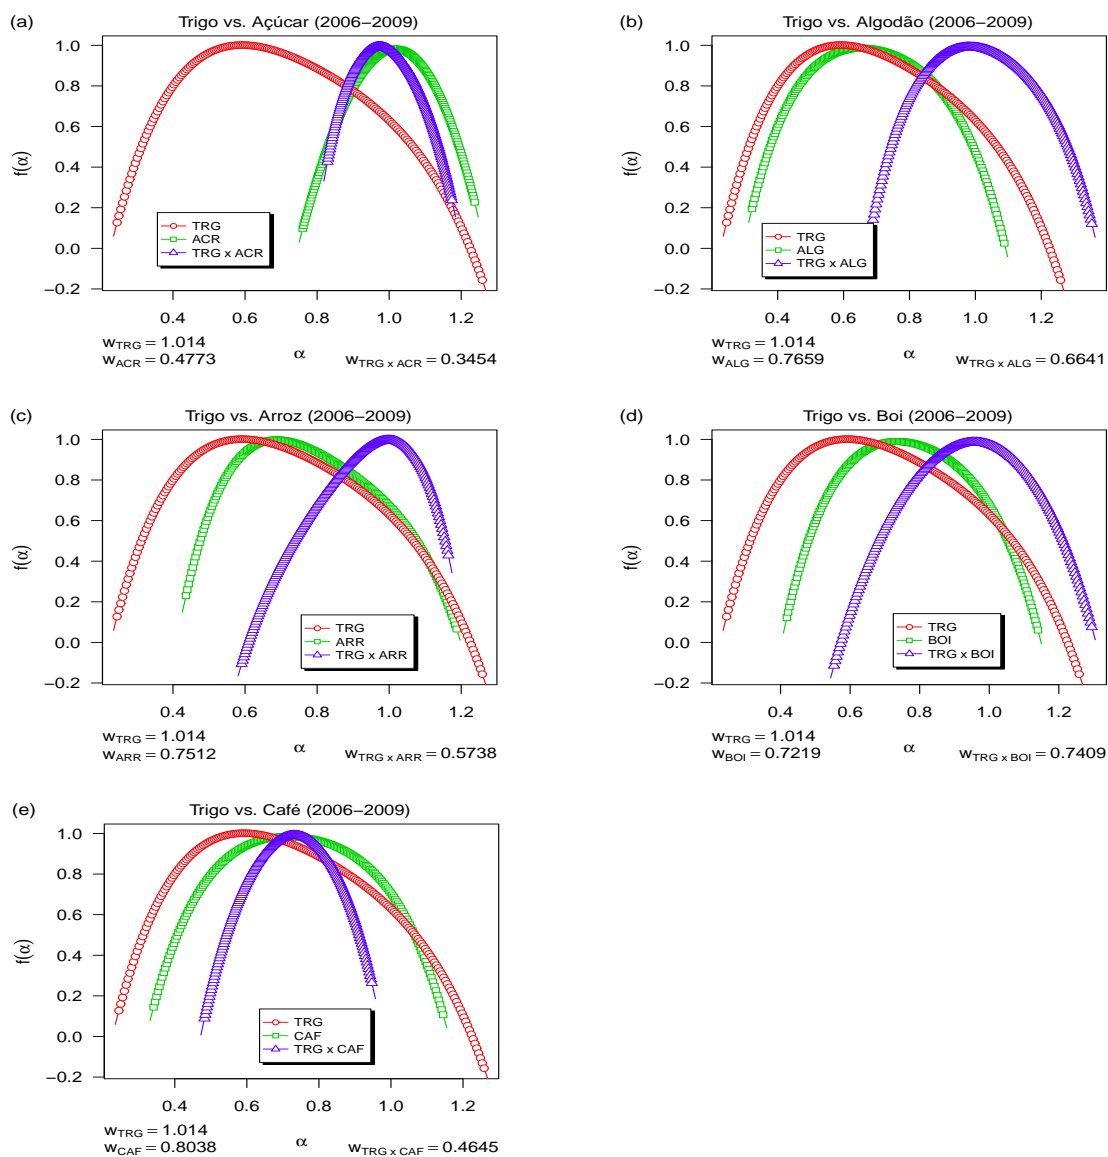 (a)
Trigo vs. Açúcar (2006−2009)
1.0
0.8
0.6
0.4
0.2
0.0
−0.2
f(α)
TRG
ACR
TRG x ACR
0.4 0.6 0.8 1.0 1.2
wTRG = 1.014
wACR = 0.4773 α wTRG x ACR = 0.3454
(b)
Trigo vs. Algodão (2006−2009)
1.0
0.8
0.6
0.4
0.2
0.0
−0.2
f(α)
TRG
ALG
TRG x ALG
0.4 0.6 0.8 1.0 1.2
wTRG = 1.014
wALG = 0.7659 α wTRG x ALG = 0.6641
(c)
Trigo vs. Arroz (2006−2009)
1.0
0.8
0.6
0.4
0.2
0.0
−0.2
f(α)
TRG
ARR
TRG x ARR
0.4 0.6 0.8 1.0 1.2
wTRG = 1.014
wARR = 0.7512 α wTRG x ARR = 0.5738
(d)
Trigo vs. Boi (2006−2009)
1.0
0.8
0.6
0.4
0.2
0.0
−0.2
f(α)
TRG
BOI
TRG x BOI
0.4 0.6 0.8 1.0 1.2
wTRG = 1.014
wBOI = 0.7219 α wTRG x BOI = 0.7409
(e)
Trigo vs. Café (2006−2009)
1.0
0.8
0.6
0.4
0.2
0.0
−0.2
f(α)
TRG
CAF
TRG x CAF
0.4 0.6 0.8 1.0 1.2
wTRG = 1.014
wCAF = 0.8038 α wTRG x CAF = 0.4645